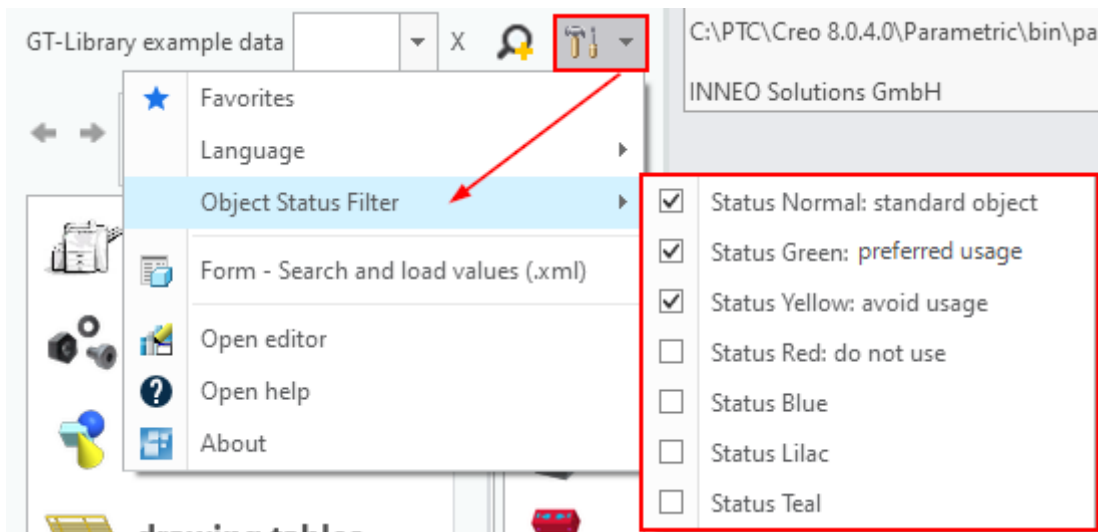 GT-Library example data
X
C:\PTC\Creo 8.0.4.0\Parametric\bin\pa
INNEO Solutions GmbH
Favorites
Language
Object Status Filter
Form - Search and load values (.xml)
Open editor
Open help
About
Status Normal: standard object
Status Green: preferred usage
Status Yellow: avoid usage
Status Red: do not use
Status Blue
Status Lilac
Status Teal
drawing tables